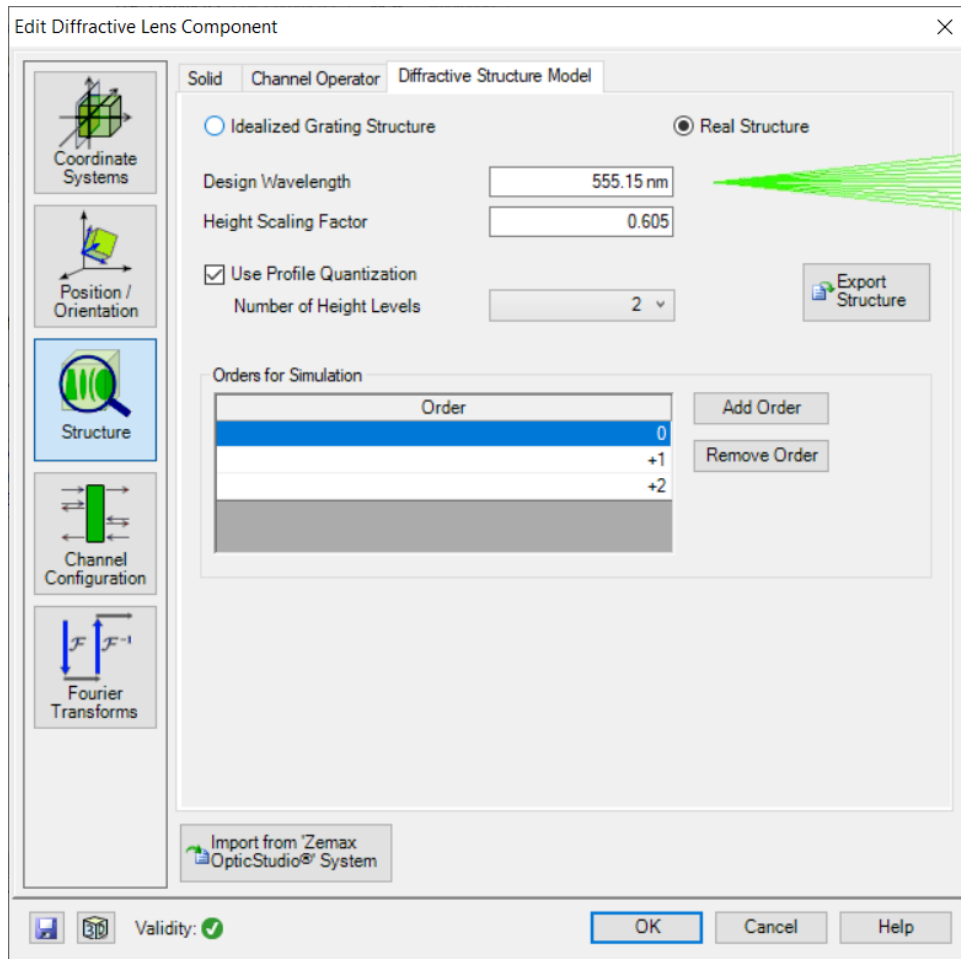 Edit Diffractive Lens Component
Coordinate
Systems
Position /
Orientation
Structure
Channel
Configuration
F F⁻¹
Fourier
Transforms
Solid Channel Operator Diffractive Structure Model
Idealized Grating Structure Real Structure
Design Wavelength 555.15 nm
Height Scaling Factor 0.605
Use Profile Quantization
Number of Height Levels 2
Export
Structure
Orders for Simulation
Order
0
+1
+2
Add Order
Remove Order
Import from 'Zemax
OpticStudio®' System
3D
Validity:
OK Cancel Help